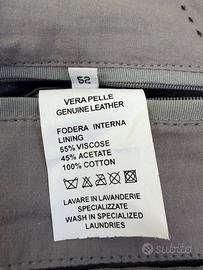 52
VERA PELLE
GENUINE LEATHER
FODERA INTERNA
LINING
55% VISCOSE
45% ACETATE
100% COTTON
LAVARE IN LAVANDERIE
SPECIALIZZATE
WASH IN SPECIALIZED
LAUNDRIES
subito